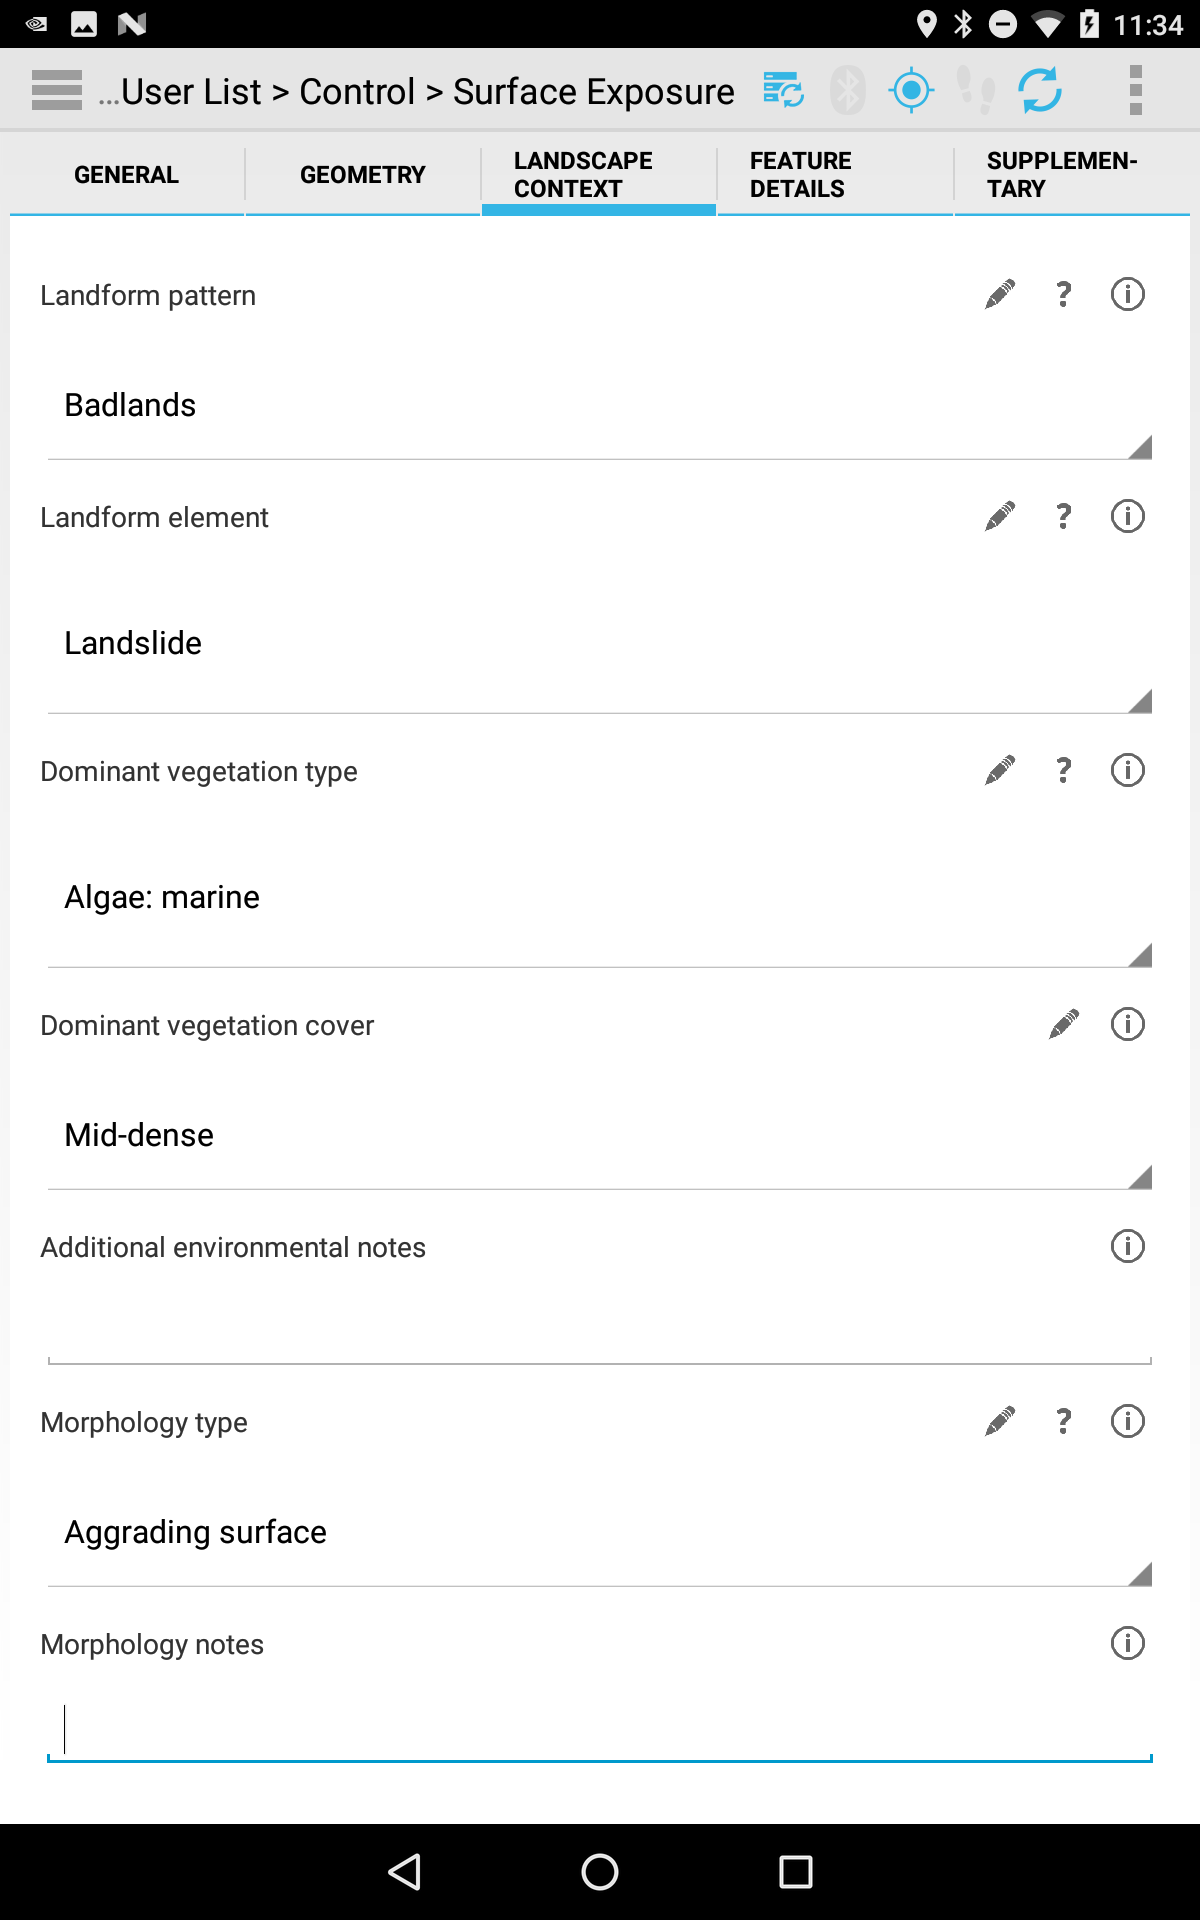 11:34
...User List > Control > Surface Exposure
GENERAL
GEOMETRY
LANDSCAPE
CONTEXT
FEATURE
DETAILS
SUPPLEMEN-
TARY
Landform pattern
?
Badlands
Landform element
?
Landslide
Dominant vegetation type
?
Algae: marine
Dominant vegetation cover
Mid-dense
Additional environmental notes
Morphology type
?
Aggrading surface
Morphology notes